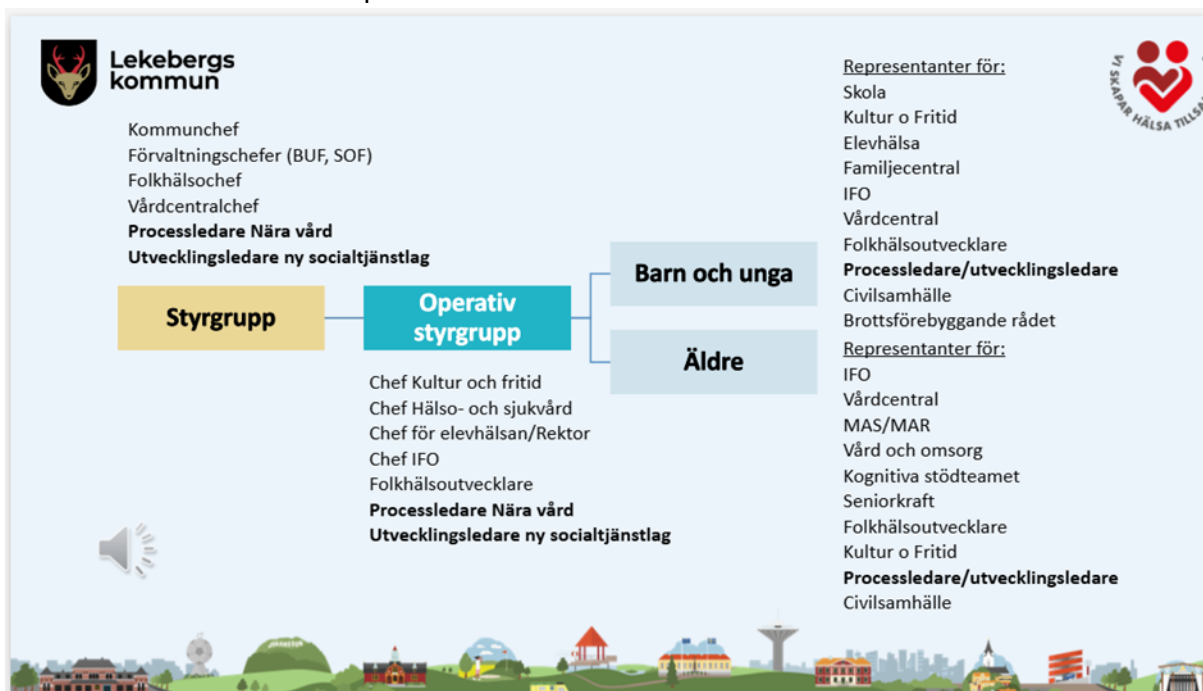 Lekebergs
kommun
Kommunchef
Förvaltningschefer (BUF, SOF)
Folkhälsochef
Vårdcentralchef
Processledare Nära vård
Utvecklingsledare ny socialtjänstlag
Styrgrupp
Operativ
styrgrupp
Chef Kultur och fritid
Chef Hälso- och sjukvård
Chef för elevhälsan/Rektor
Chef IFO
Folkhälsoutvecklare
Processledare Nära vård
Utvecklingsledare ny socialtjänstlag
Barn och unga
Äldre
Representanter för:
Skola
Kultur o Fritid
Elevhälsa
Familjecentral
IFO
Vårdcentral
Folkhälsoutvecklare
Processledare/utvecklingsledare
Civilsamhälle
Brottsförebyggande rådet
Representanter för:
IFO
Vårdcentral
MAS/MAR
Vård och omsorg
Kognitiva stödteamet
Seniorkraft
Folkhälsoutvecklare
Kultur o Fritid
Processledare/utvecklingsledare
Civilsamhälle
VI SKAPAR HÄLSA